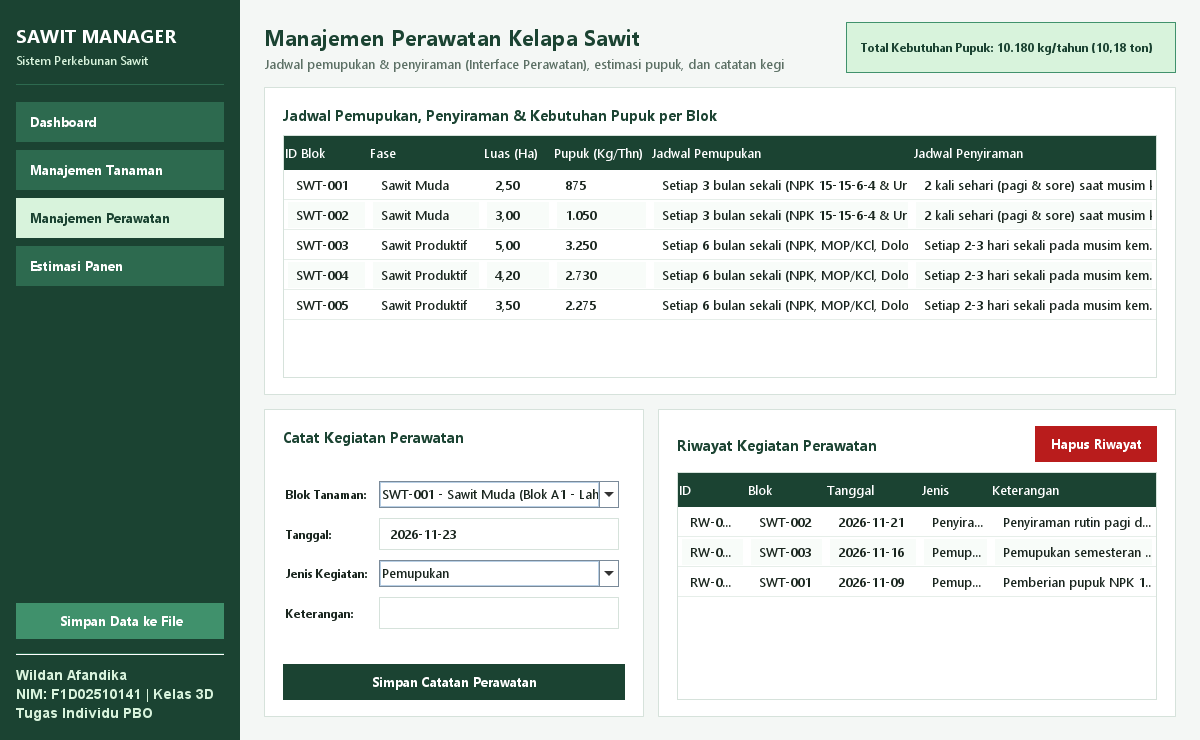 SAWIT MANAGER
Sistem Perkebunan Sawit
Dashboard
Manajemen Tanaman
Manajemen Perawatan
Estimasi Panen
Simpan Data ke File
Wildan Afandika
NIM: F1D02510141 | Kelas 3D
Tugas Individu PBO
Manajemen Perawatan Kelapa Sawit
Jadwal pemupukan & penyiraman (Interface Perawatan), estimasi pupuk, dan catatan kegi
Total Kebutuhan Pupuk: 10.180 kg/tahun (10,18 ton)
Jadwal Pemupukan, Penyiraman & Kebutuhan Pupuk per Blok
ID Blok Fase Luas (Ha) Pupuk (Kg/Thn) Jadwal Pemupukan Jadwal Penyiraman
SWT-001 Sawit Muda 2,50 875 Setiap 3 bulan sekali (NPK 15-15-6-4 & Ur 2 kali sehari (pagi & sore) saat musim k
SWT-002 Sawit Muda 3,00 1.050 Setiap 3 bulan sekali (NPK 15-15-6-4 & Ur 2 kali sehari (pagi & sore) saat musim k
SWT-003 Sawit Produktif 5,00 3.250 Setiap 6 bulan sekali (NPK, MOP/KCl, Dolo Setiap 2-3 hari sekali pada musim kem.
SWT-004 Sawit Produktif 4,20 2.730 Setiap 6 bulan sekali (NPK, MOP/KCl, Dolo Setiap 2-3 hari sekali pada musim kem.
SWT-005 Sawit Produktif 3,50 2.275 Setiap 6 bulan sekali (NPK, MOP/KCl, Dolo Setiap 2-3 hari sekali pada musim kem.
Catat Kegiatan Perawatan
Blok Tanaman: SWT-001 - Sawit Muda (Blok A1 - Lah
Tanggal: 2026-11-23
Jenis Kegiatan: Pemupukan
Keterangan:
Simpan Catatan Perawatan
Riwayat Kegiatan Perawatan
Hapus Riwayat
ID Blok Tanggal Jenis Keterangan
RW-0... SWT-002 2026-11-21 Penyira... Penyiraman rutin pagi d...
RW-0... SWT-003 2026-11-16 Pemup... Pemupukan semesteran ..
RW-0... SWT-001 2026-11-09 Pemup... Pemberian pupuk NPK 1..